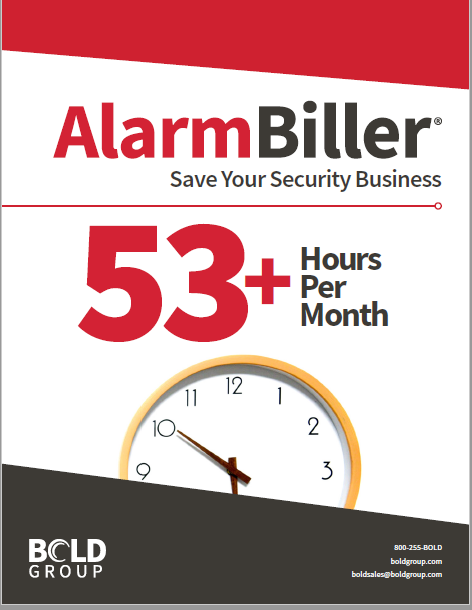 AlarmBiller®
Save Your Security Business
53+
Hours
Per
Month
12
11
1
10
2
9
3
BOLD
GROUP
800-255-BOLD
boldgroup.com
boldsales@boldgroup.com